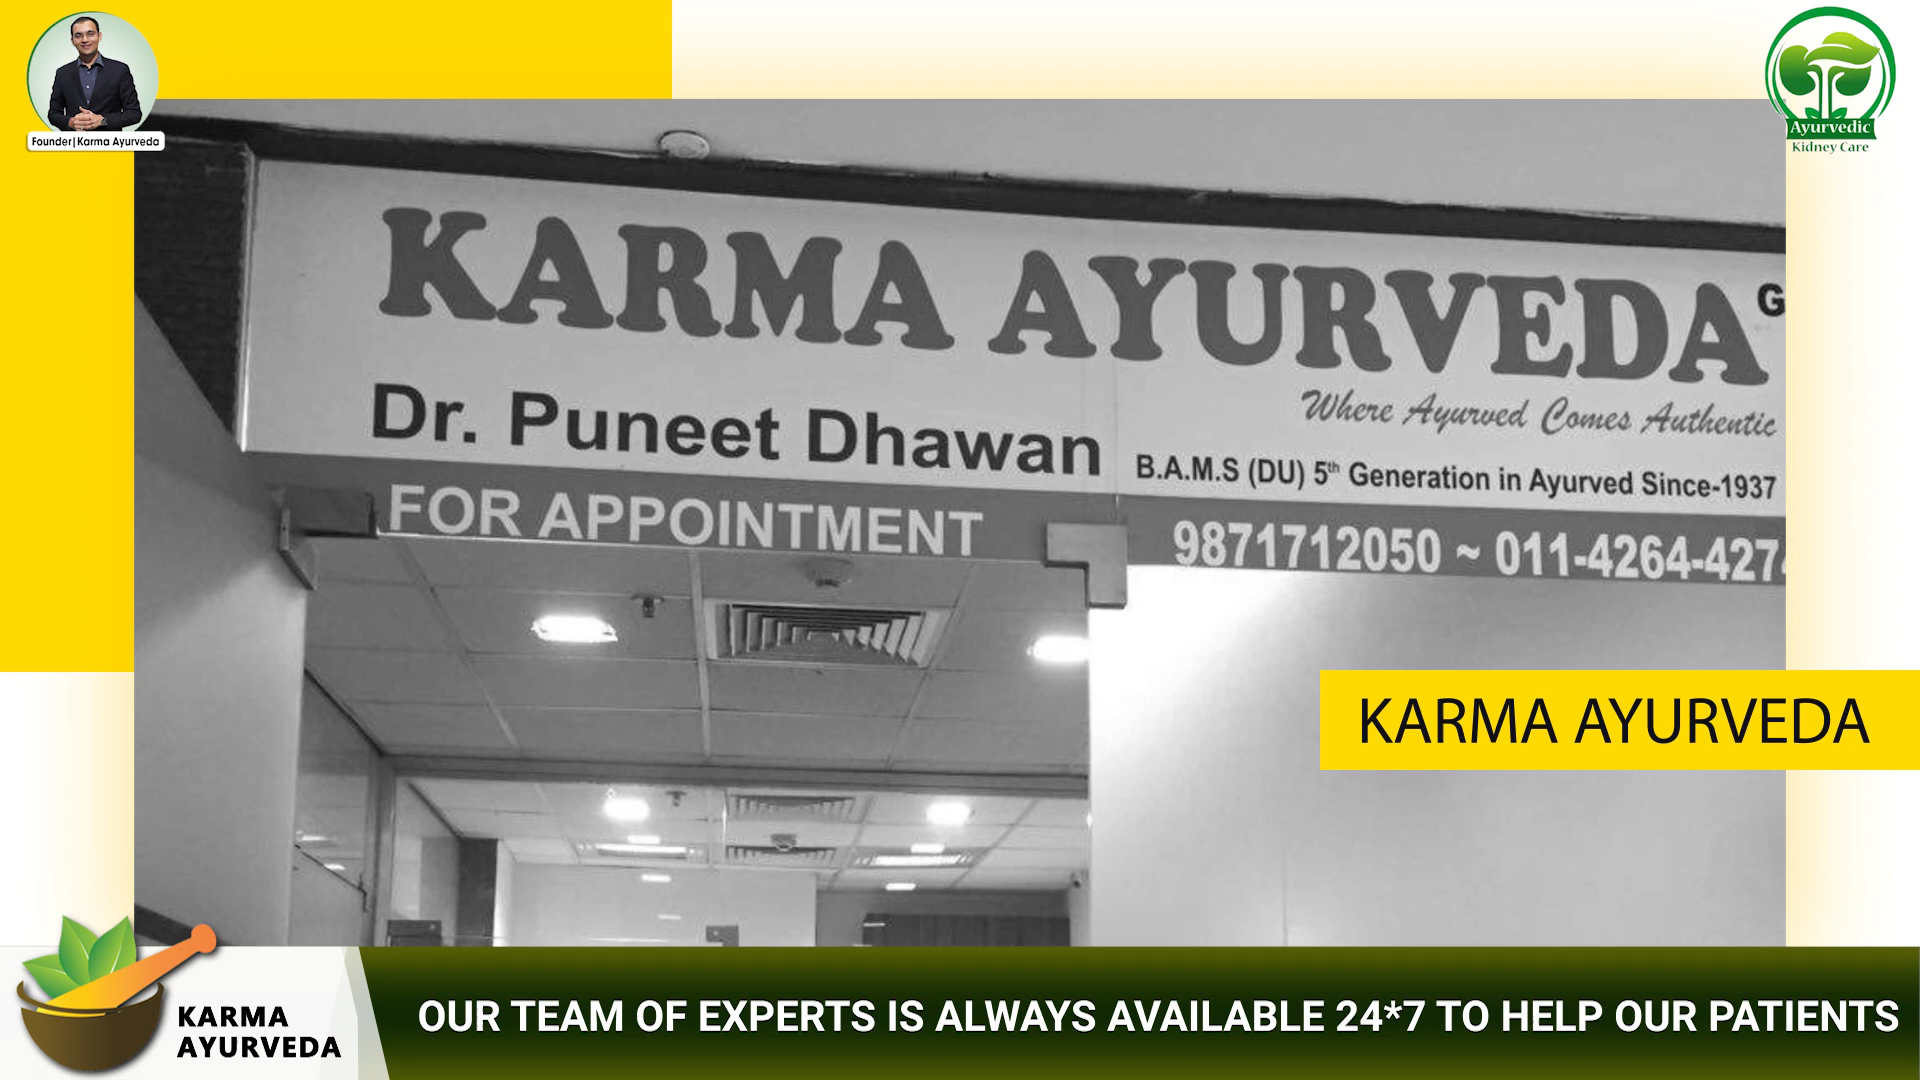 Founder|Karma Ayurveda
Ayurvedic
Kidney Care
KARMA AYURVEDA
Where Ayurved Comes Authentic
Dr. Puneet Dhawan
B.A.M.S (DU) 5th Generation in Ayurved Since-1937
FOR APPOINTMENT
9871712050 ~ 011-4264-427
KARMA AYURVEDA
KARMA
AYURVEDA
OUR TEAM OF EXPERTS IS ALWAYS AVAILABLE 24*7 TO HELP OUR PATIENTS